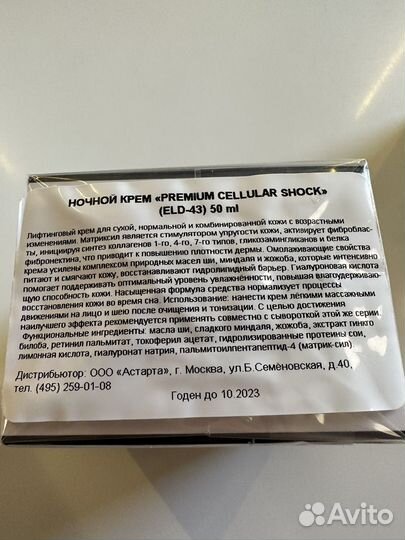 НОЧНОЙ КРЕМ «PREMIUM CELLULAR SHOCK»
(ELD-43) 50 ml
Лифтинговый крем для сухой, нормальной и комбинированной кожи с возрастными
изменениями. Матриксил является стимулятором упругости кожи, активирует фибробласты,
инициируя синтез коллагенов 1-го, 4-го, 7-го типов, гликозамингликанов и белка
фибронектина, что приводит к повышению плотности дермы. Омолаживающие свойства
крема усилены комплексом природных масел ши, миндаля и жожоба, которые интенсивно
питают и смягчают кожу, восстанавливают гидролипидный барьер. Гиалуроновая кислота
помогает поддерживать оптимальный уровень увлажнённости, повышая влагоудерживаю-
щую способность кожи. Насыщенная формула средства нормализует процессы
восстановления кожи во время сна. Использование: нанести крем лёгкими массажными
движениями на лицо и шею после очищения и тонизации. С целью достижения
наилучшего эффекта рекомендуется применять совместно с сывороткой этой же серии.
Функциональные ингредиенты: масла ши, сладкого миндаля, жожоба, экстракт гинкго
билоба, ретинил пальмитат, токоферил ацетат, гидролизированные протеины сои,
лимонная кислота, гиалуронат натрия, пальмитоилпентапептид-4 (матрик-сил)
Дистрибьютор: ООО «Астарта», г. Москва, ул.Б.Семёновская, д.40,
тел. (495) 259-01-08
Годен до 10.2023
Avito